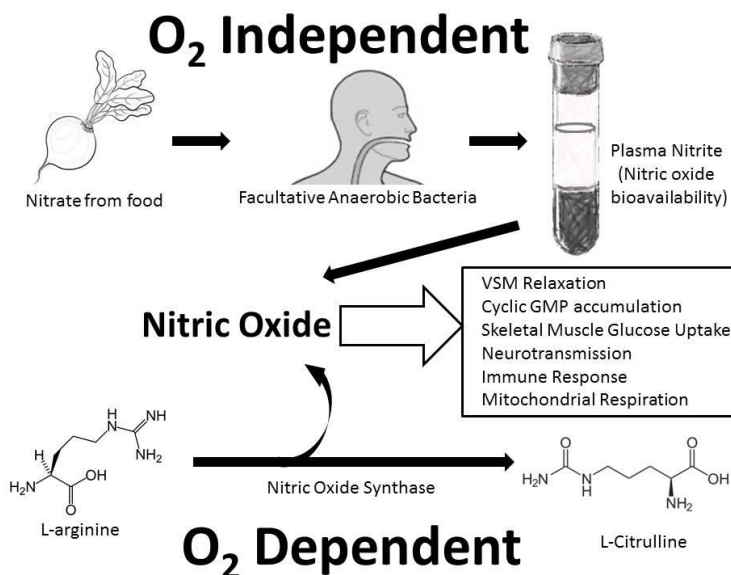 O2 Independent
Nitrate from food
Facultative Anaerobic Bacteria
Plasma Nitrite
(Nitric oxide
bioavailability)
Nitric Oxide
VSM Relaxation
Cyclic GMP accumulation
Skeletal Muscle Glucose Uptake
Neurotransmission
Immune Response
Mitochondrial Respiration
H
N
NH
NH2
H
H2N
OH
O
L-arginine
Nitric Oxide Synthase
O
H2N
N
H
O
OH
NH2
L-Citrulline
O2 Dependent